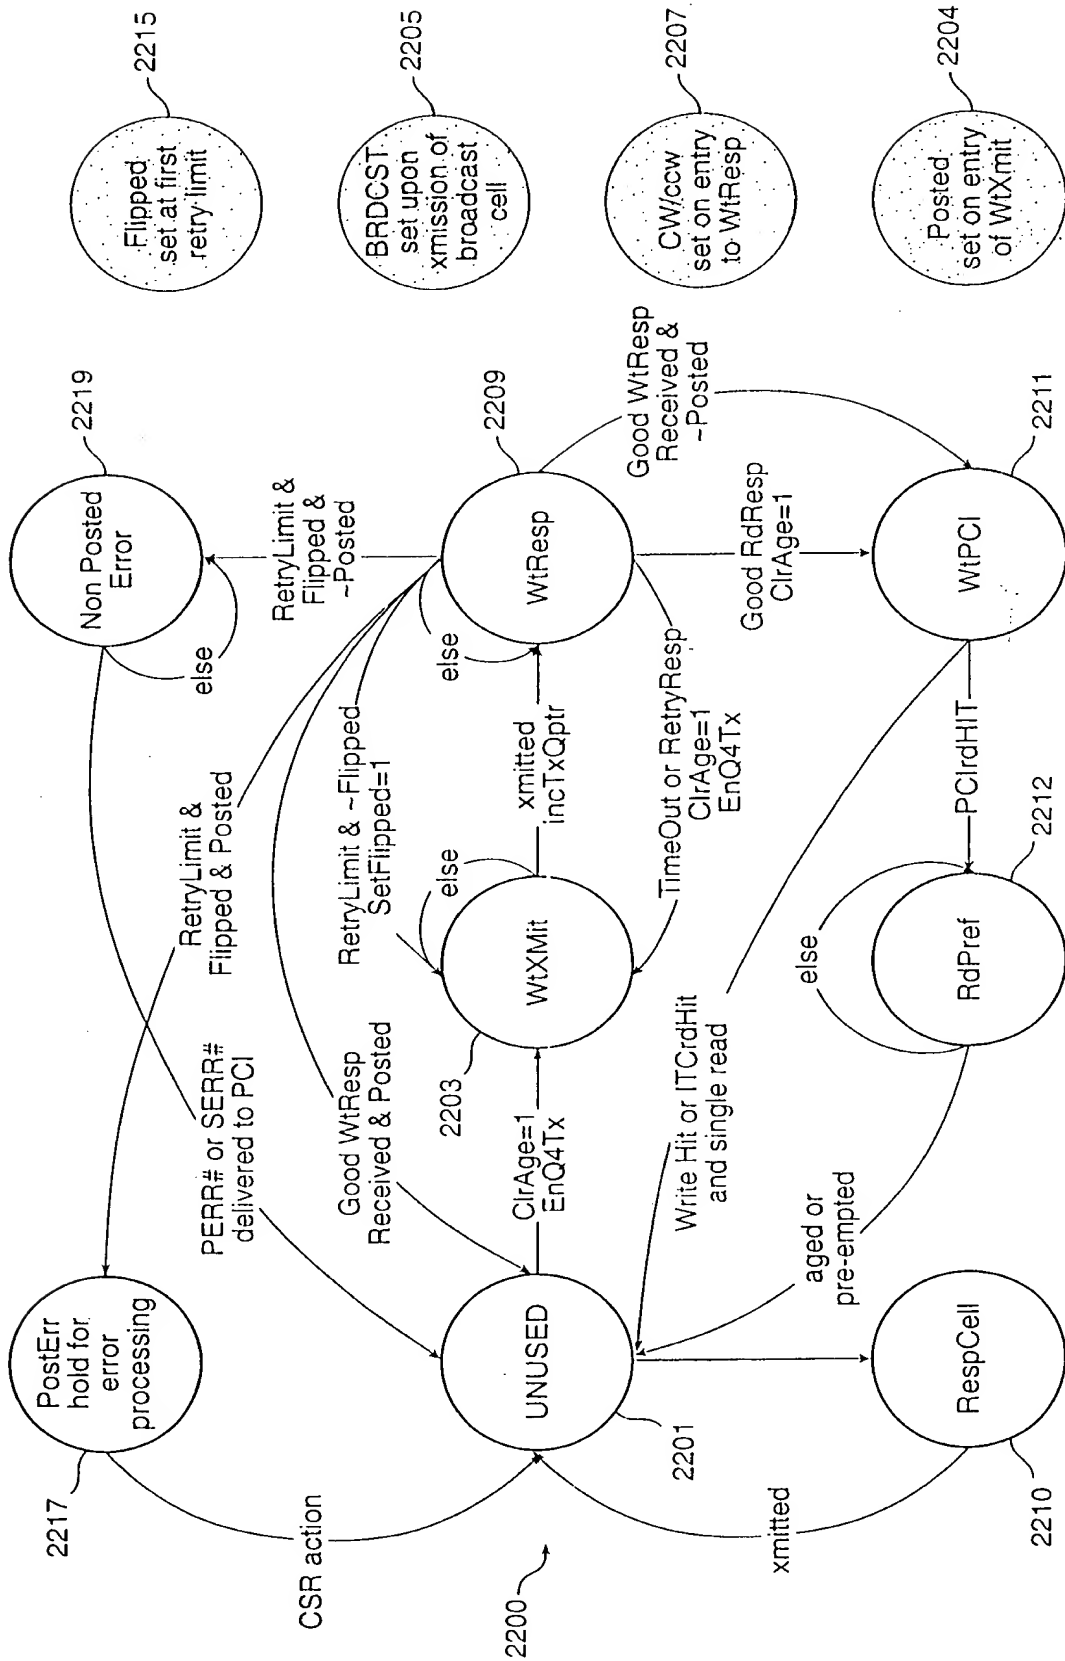 2217
PostErr
hold for
error
processing
Non Posted
Error
2219
Flipped
set at first
retry limit
2215
else
CSR action
PERR# or SERR#
delivered to PCI
RetryLimit &
Flipped & Posted
RetryLimit &
Flipped &
~Posted
BRDCST
set upon
xmission of
broadcast
cell
2205
Good WtResp
Received & Posted
RetryLimit & ~Flipped
SetFlipped=1
else
else
2209
2200
UNUSED
2201
ClrAge=1
EnQ4Tx
WtXMit
2203
xmitted
incTxQptr
WtResp
Good WtResp
Received &
~Posted
CW/ccw
set on entry
to WtResp
2207
TimeOut or RetryResp
ClrAge=1
EnQ4Tx
Good RdResp
ClrAge=1
Write Hit or ITCrdHit
and single read
xmitted
aged or
pre-empted
else
2212
PCIrdHIT
2211
RespCell
2210
RdPref
WtPCI
Posted
set on entry
of WtXmit
2204